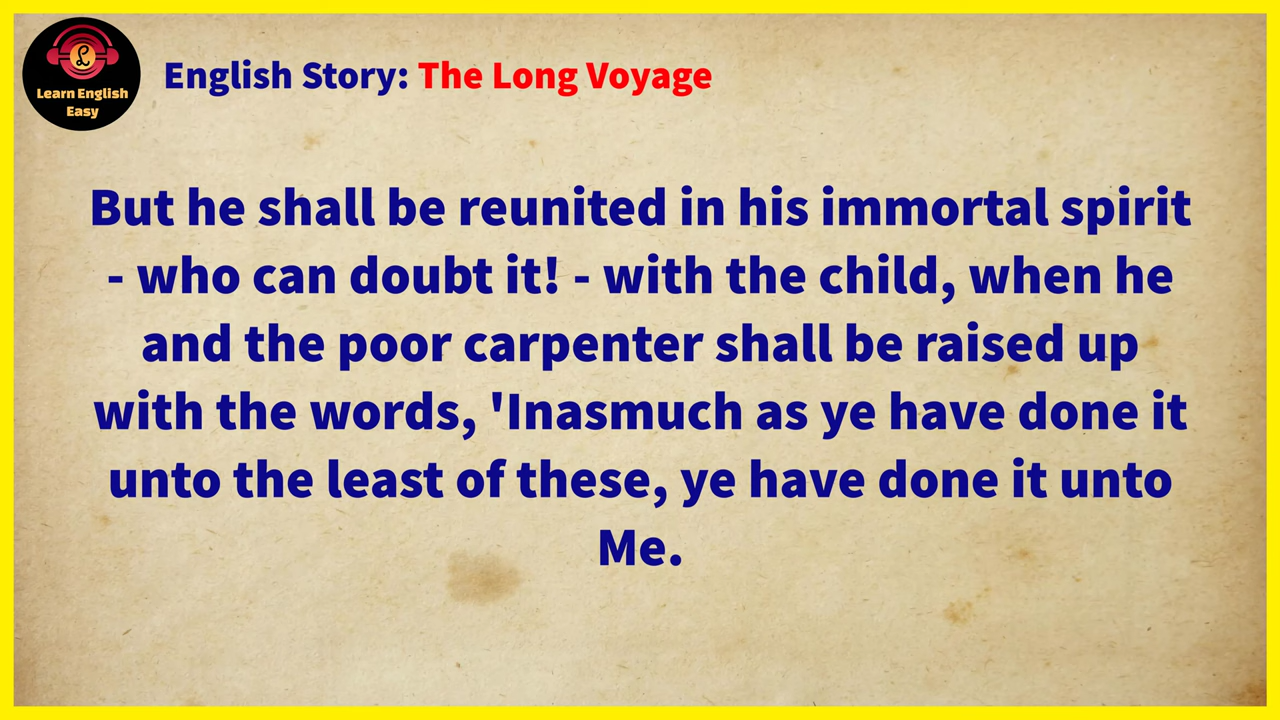 Learn English
Easy
English Story: The Long Voyage
But he shall be reunited in his immortal spirit
- who can doubt it! - with the child, when he
and the poor carpenter shall be raised up
with the words, 'Inasmuch as ye have done it
unto the least of these, ye have done it unto
Me.